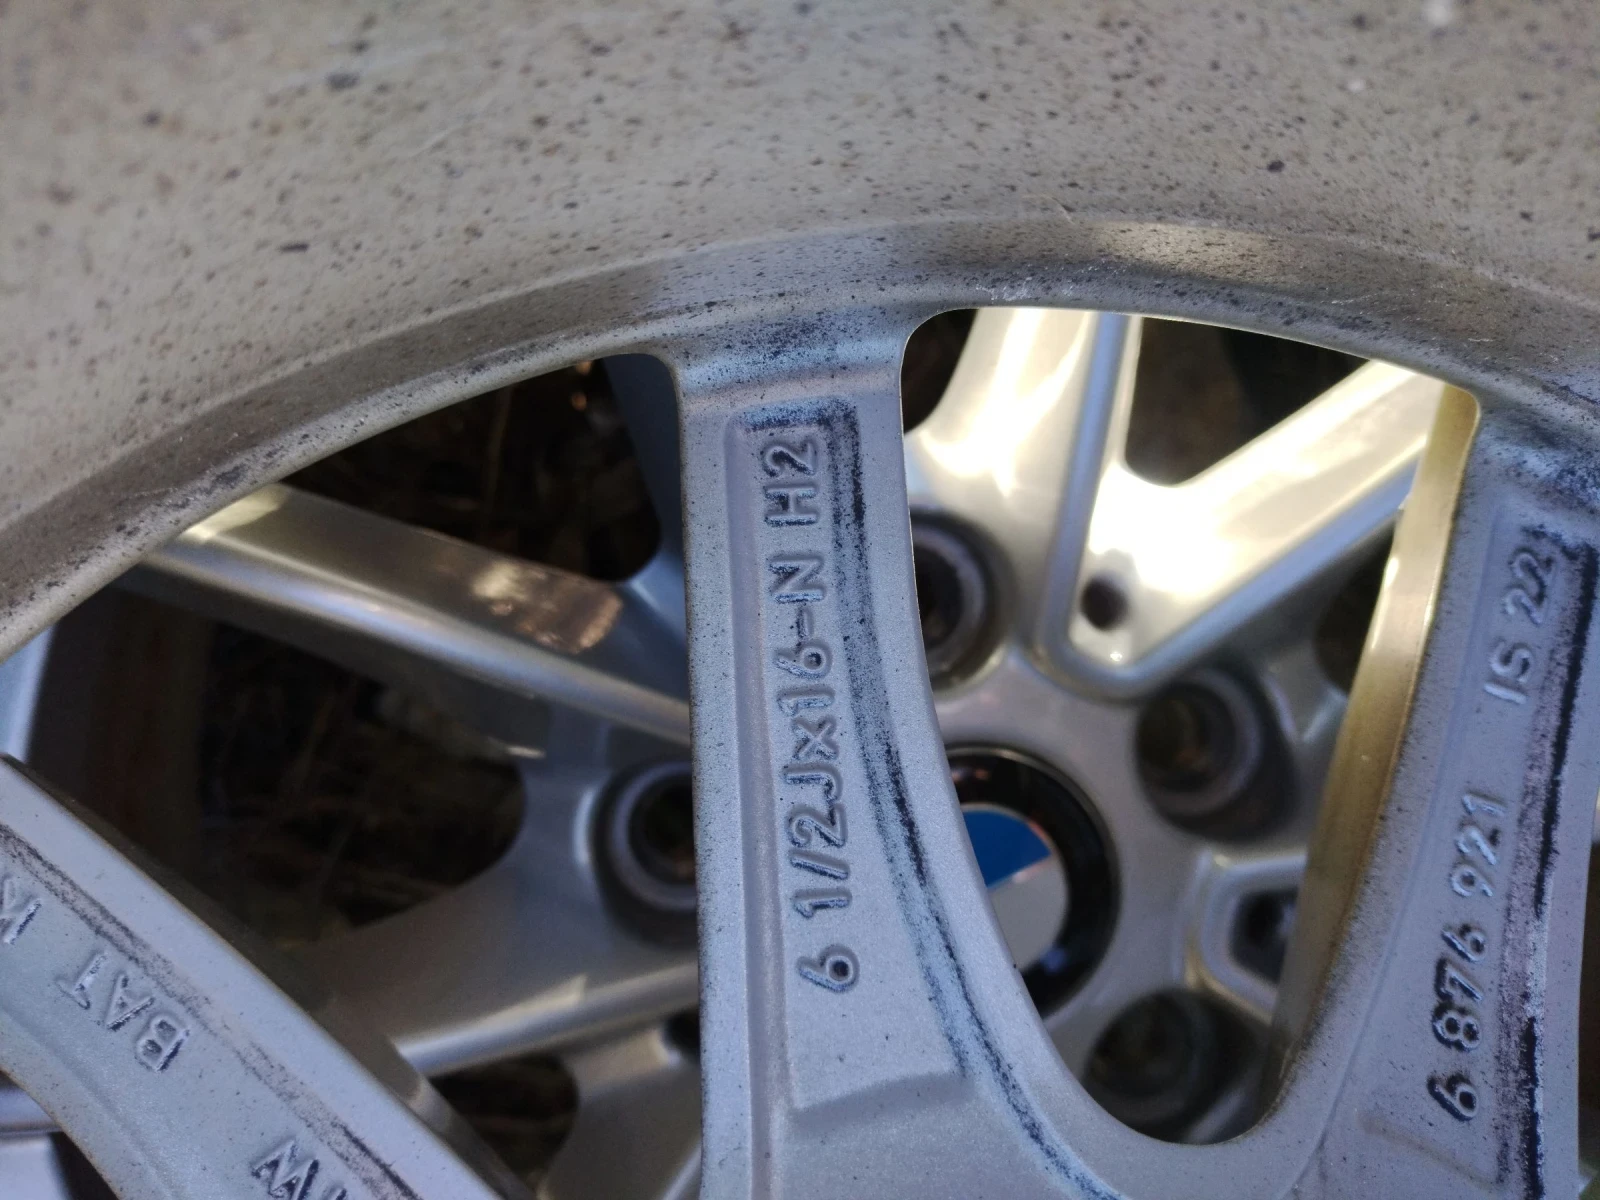 6 1/2Jx16-N H2
6 876 921 IS 22
BAT K